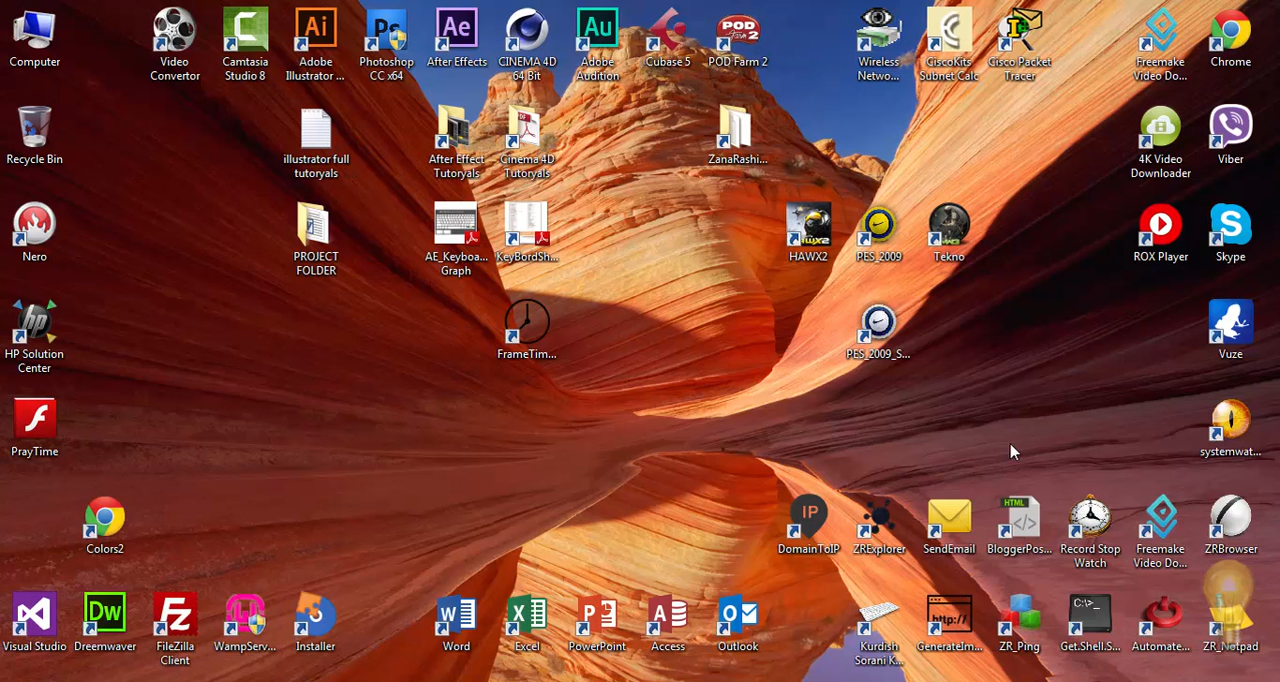 Computer
Video
Convertor
Camtasia
Studio 8
Adobe
Illustrator ...
Photoshop
CC x64
After Effects
CINEMA 4D
64 Bit
Adobe
Audition
Cubase 5
POD Farm 2
Wireless
Netwo...
CiscoKits
Subnet Calc
Cisco Packet
Tracer
Freemake
Video Do...
Chrome
Recycle Bin
illustrator full
tutoryals
After Effect
Tutoryals
Cinema 4D
Tutoryals
ZanaRashi...
4K Video
Downloader
Viber
Nero
PROJECT
FOLDER
AE_Keyboa...
Graph
KeyBordSh...
HAWX2
PES_2009
Tekno
ROX Player
Skype
HP Solution
Center
FrameTim...
PES_2009_S...
Vuze
PrayTime
systemwat...
Colors2
DomainToIP
ZRExplorer
SendEmail
BloggerPos...
Record Stop
Watch
Freemake
Video Do...
ZRBrowser
Visual Studio
Dreamwaver
FileZilla
Client
WampServ...
Installer
Word
Excel
PowerPoint
Access
Outlook
Kurdish
Sorani K...
GenerateIm...
ZR_Ping
Get.Shell.S...
Automate...
ZR_Notpad